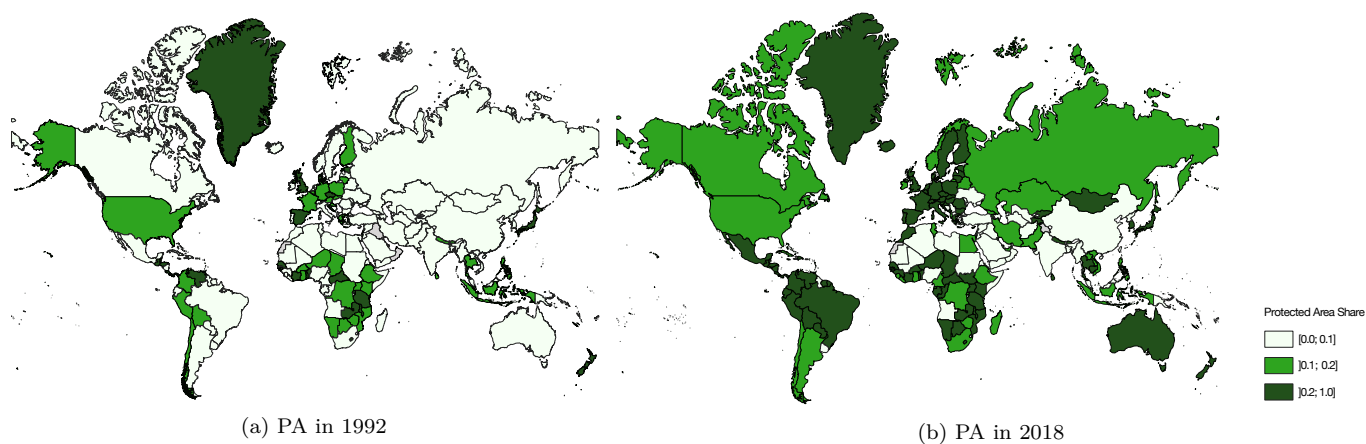 Protected Area Share
]0.0; 0.1]
]0.1; 0.2]
]0.2; 1.0]
(a) PA in 1992
(b) PA in 2018